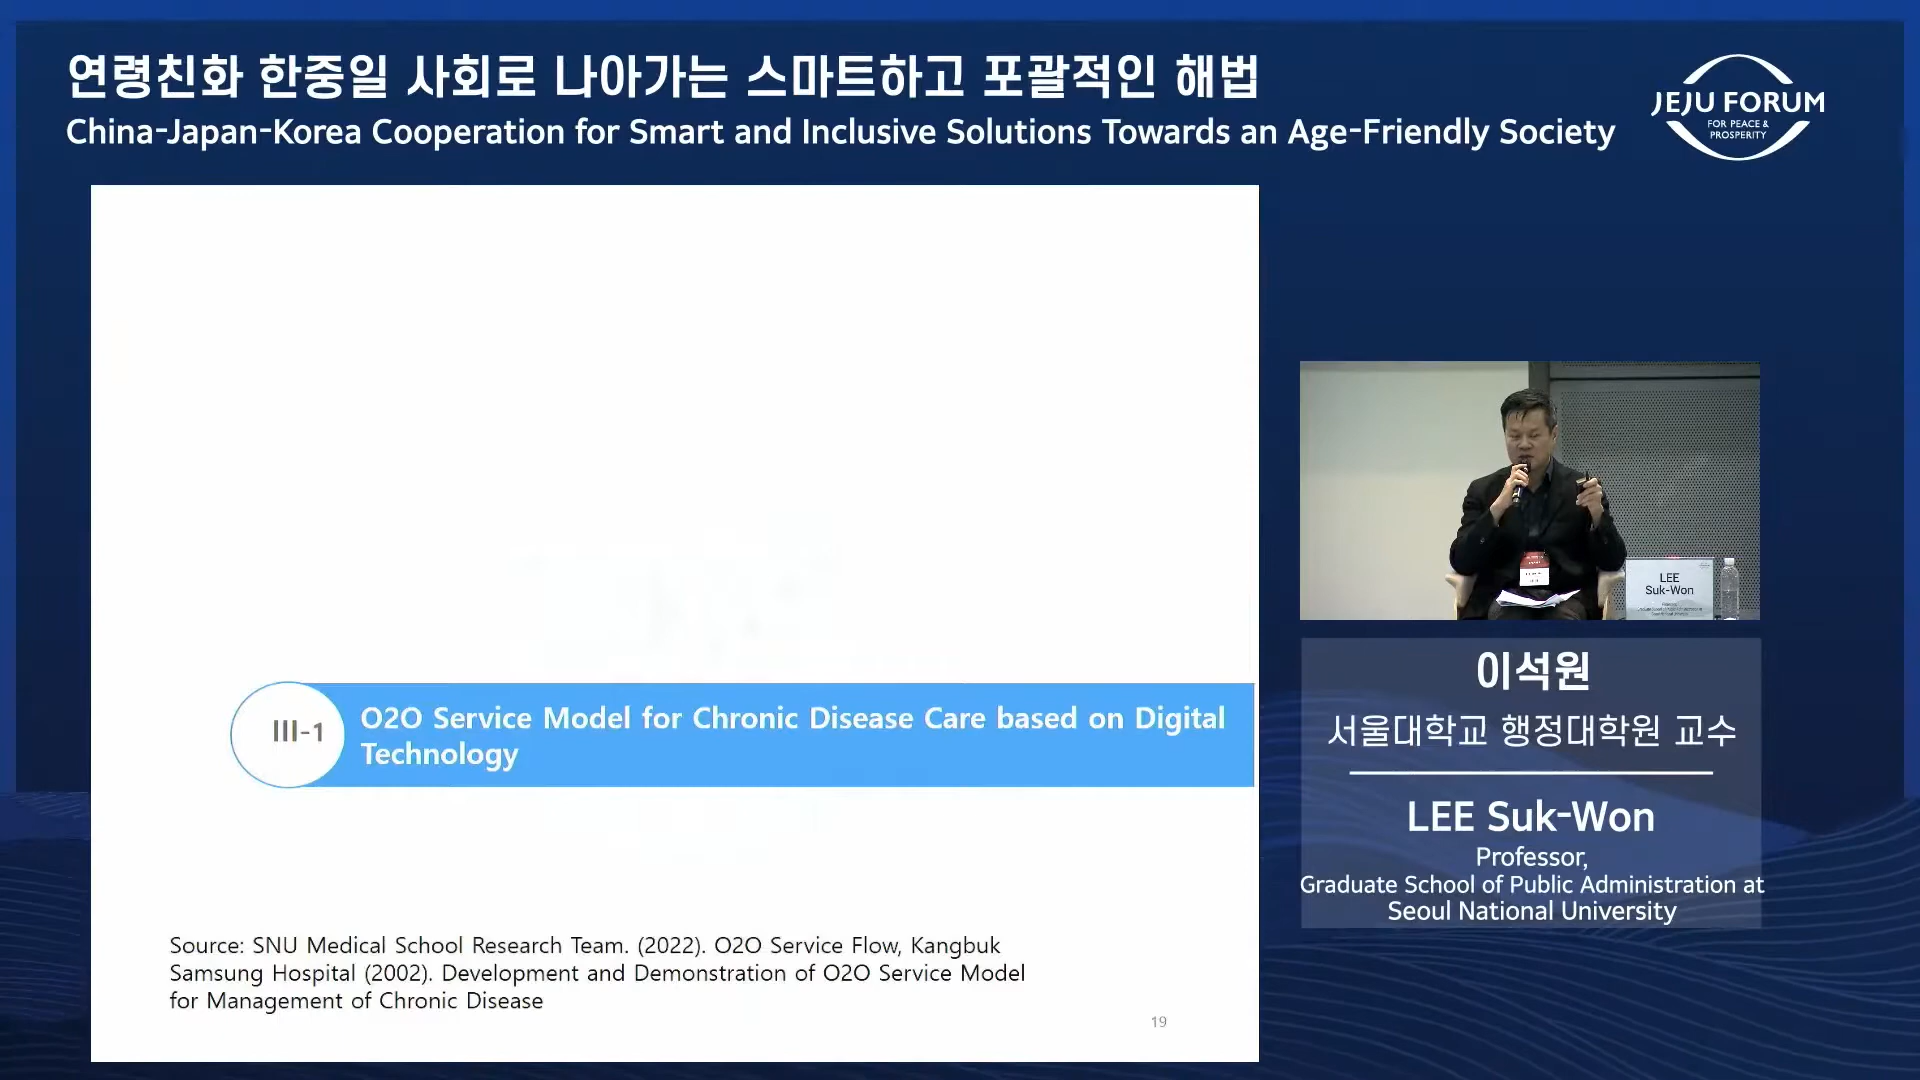 연령친화 한중일 사회로 나아가는 스마트하고 포괄적인 해법
China-Japan-Korea Cooperation for Smart and Inclusive Solutions Towards an Age-Friendly Society
JEJU FORUM
FOR PEACE &
PROSPERITY
III-1
O2O Service Model for Chronic Disease Care based on Digital
Technology
Source: SNU Medical School Research Team. (2022). O2O Service Flow, Kangbuk
Samsung Hospital (2002). Development and Demonstration of O2O Service Model
for Management of Chronic Disease
19
LEE
Suk-Won
이석원
서울대학교 행정대학원 교수
LEE Suk-Won
Professor,
Graduate School of Public Administration at
Seoul National University